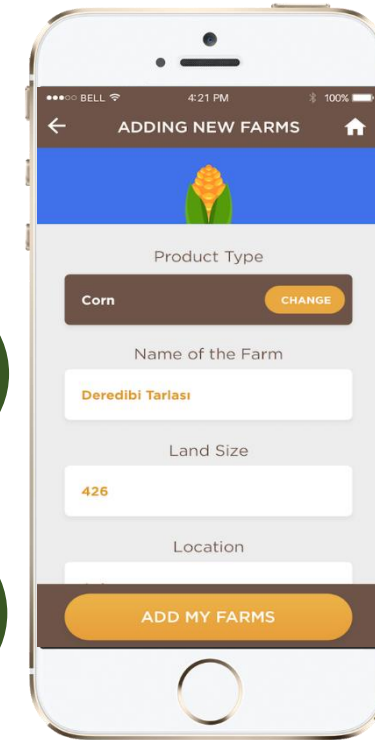 BELL 4:21 PM 100%
ADDING NEW FARMS
Product Type
Corn CHANGE
Name of the Farm
Deredibi Tarlası
Land Size
426
Location
ADD MY FARMS